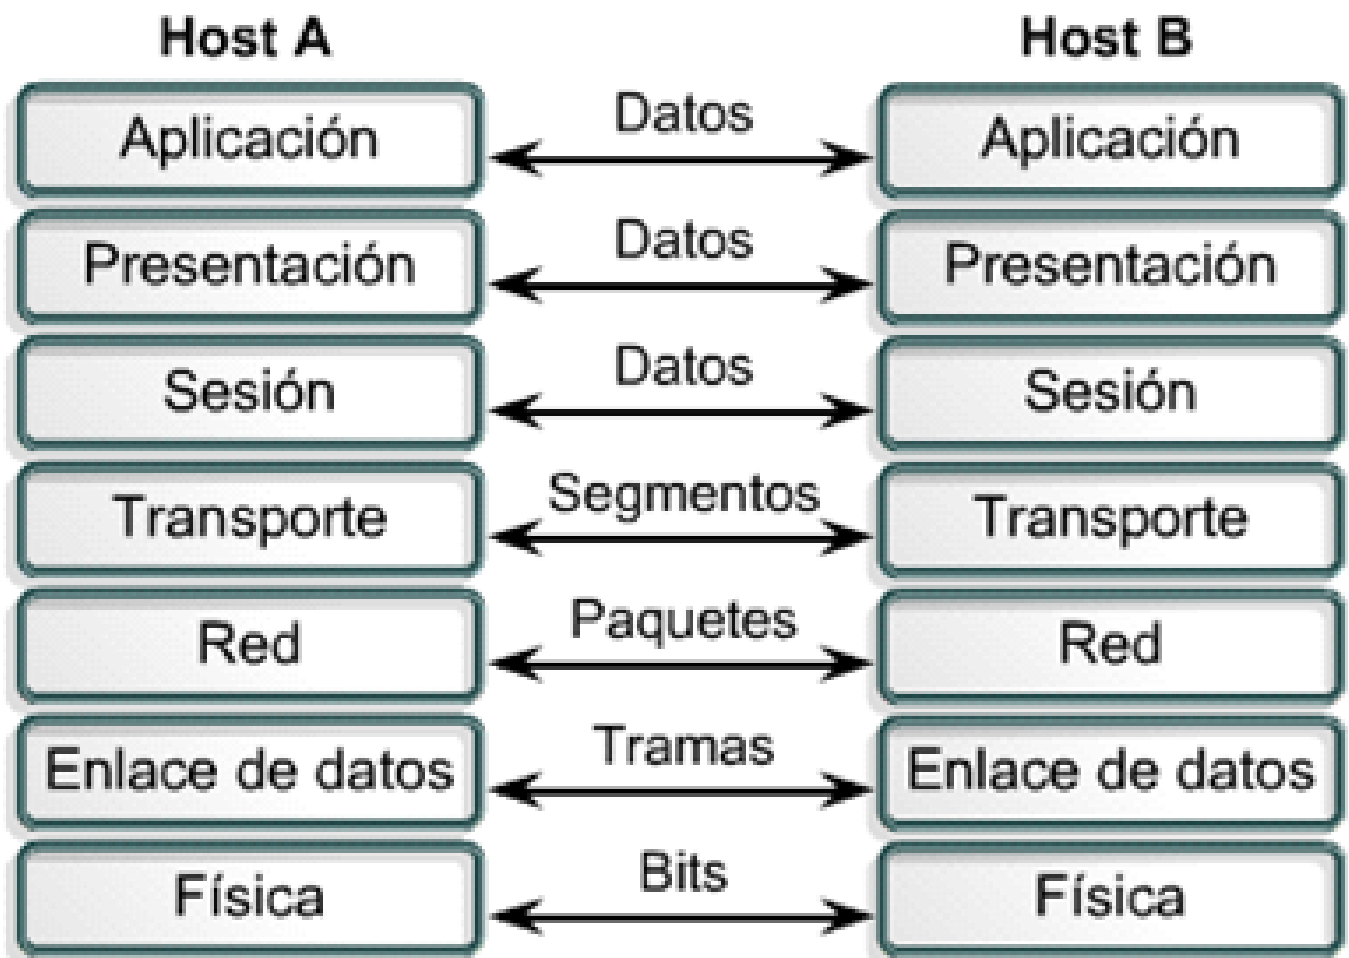 Host A Host B
Aplicación Datos Aplicación
Presentación Datos Presentación
Sesión Datos Sesión
Transporte Segmentos Transporte
Red Paquetes Red
Enlace de datos Tramas Enlace de datos
Física Bits Física